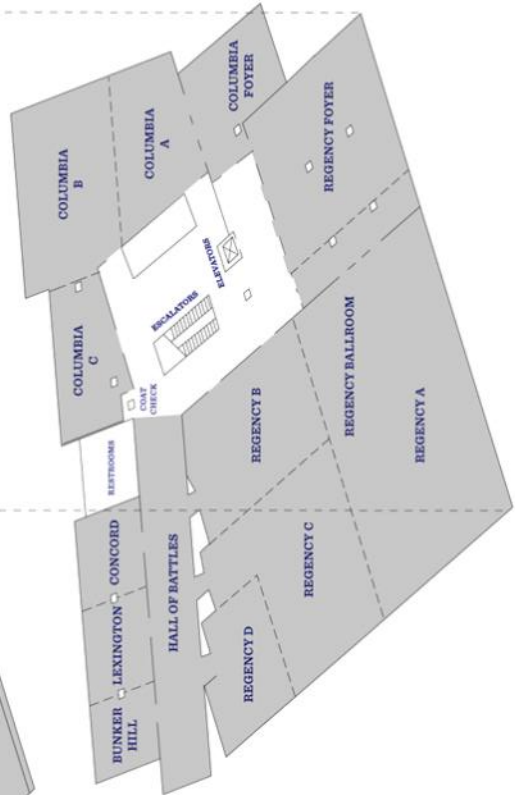 COLUMBIA
FOYER
REGENCY FOYER
COLUMBIA
A
COLUMBIA
B
ELEVATORS
ESCALATORS
COLUMBIA
C
COAT
CHECK
REGENCY BALLROOM
REGENCY A
REGENCY B
RESTROOMS
CONCORD
HALL OF BATTLES
REGENCY C
LEXINGTON
REGENCY D
BUNKER
HILL